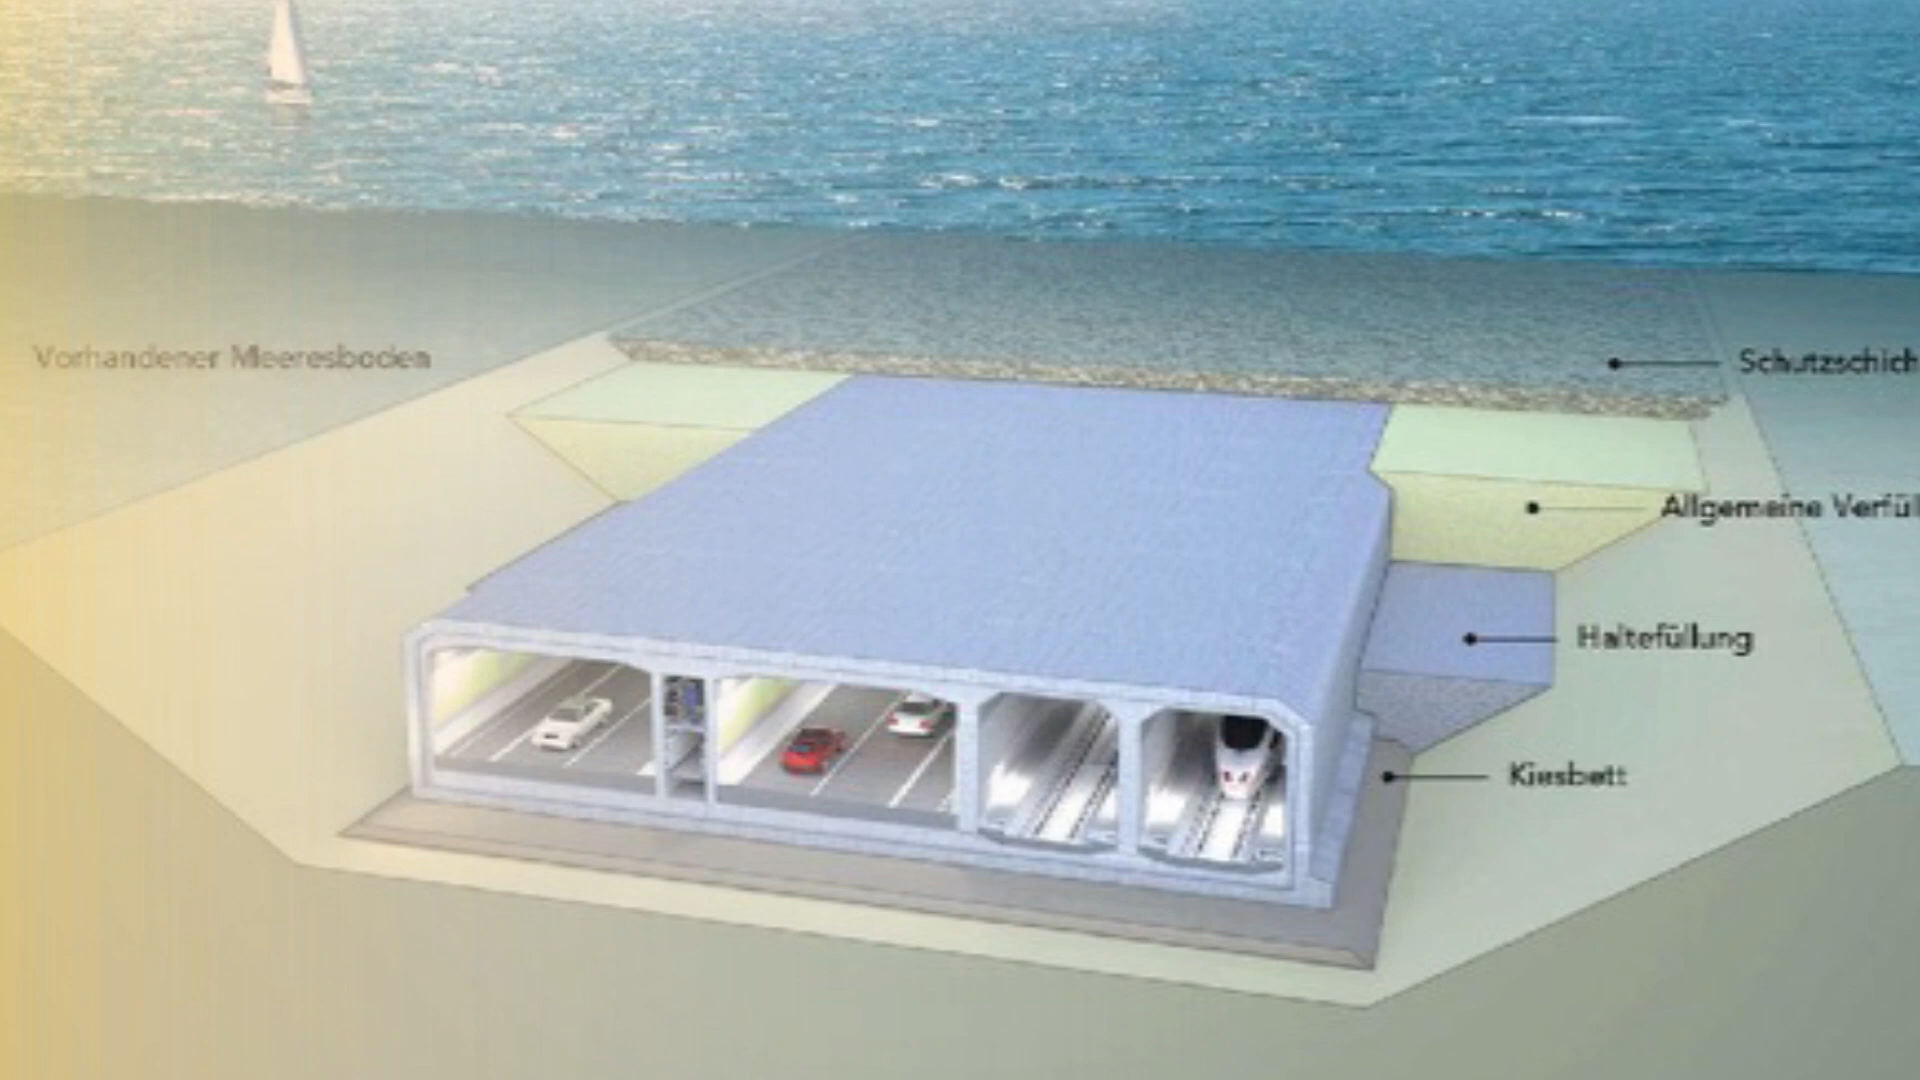 Vorhandener Meeresboden
Schutzschich
Allgemeine Verfül
Haltefüllung
Kiesbett